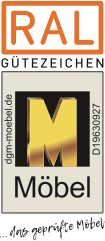 RAL
GÜTEZEICHEN
dgm-moebel.de
M
D19630927
Möbel
...das geprüfte Möbel